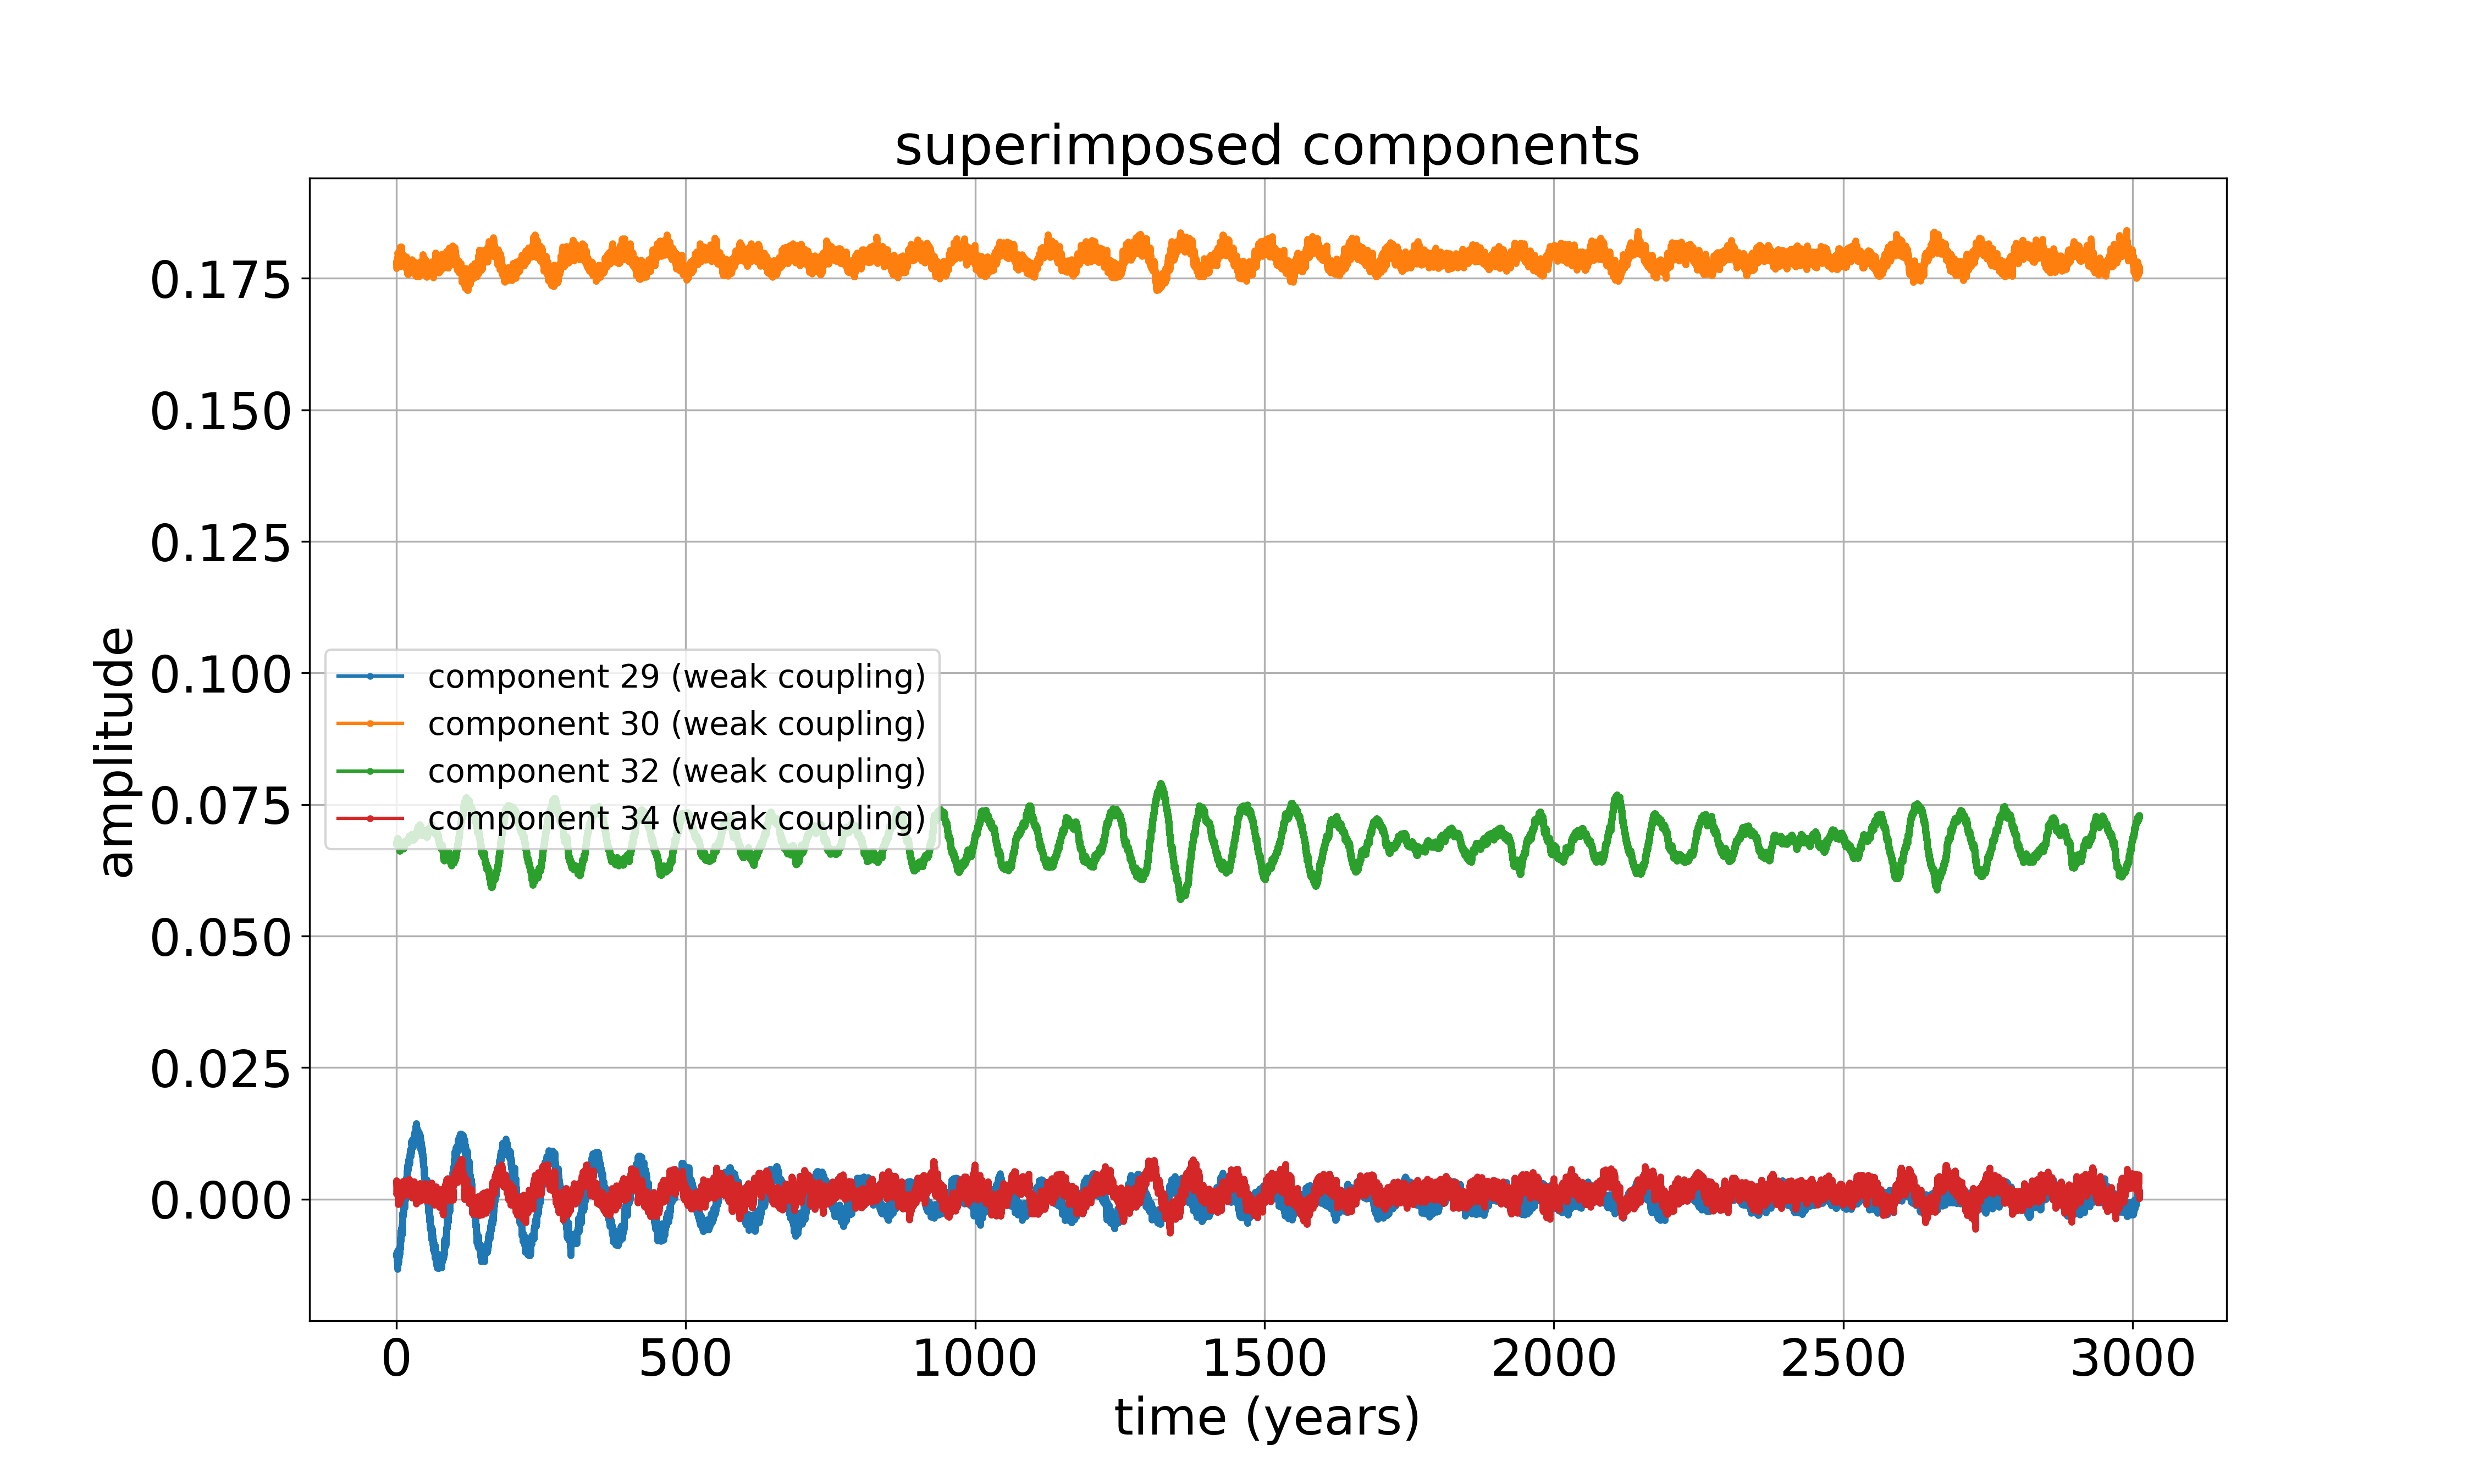 superimposed components
amplitude
0.175
0.150
0.125
0.100
0.075
0.050
0.025
0.000
component 29 (weak coupling)
component 30 (weak coupling)
component 32 (weak coupling)
component 34 (weak coupling)
0 500 1000 1500 2000 2500 3000
time (years)